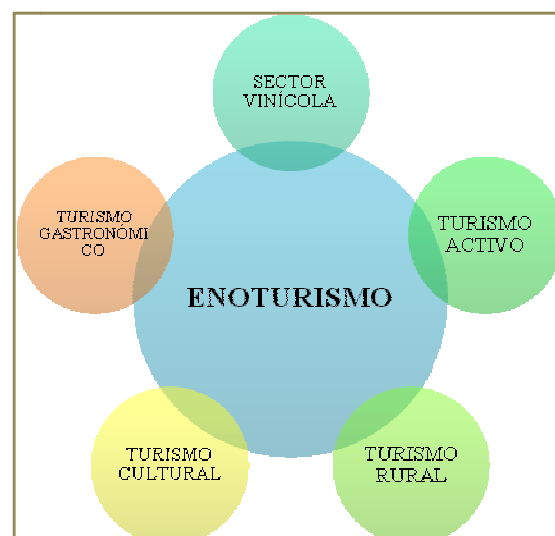 SECTOR
VINÍCOLA
TURISMO
GASTRONÓMI
CO
TURISMO
ACTIVO
ENOTURISMO
TURISMO
CULTURAL
TURISMO
RURAL